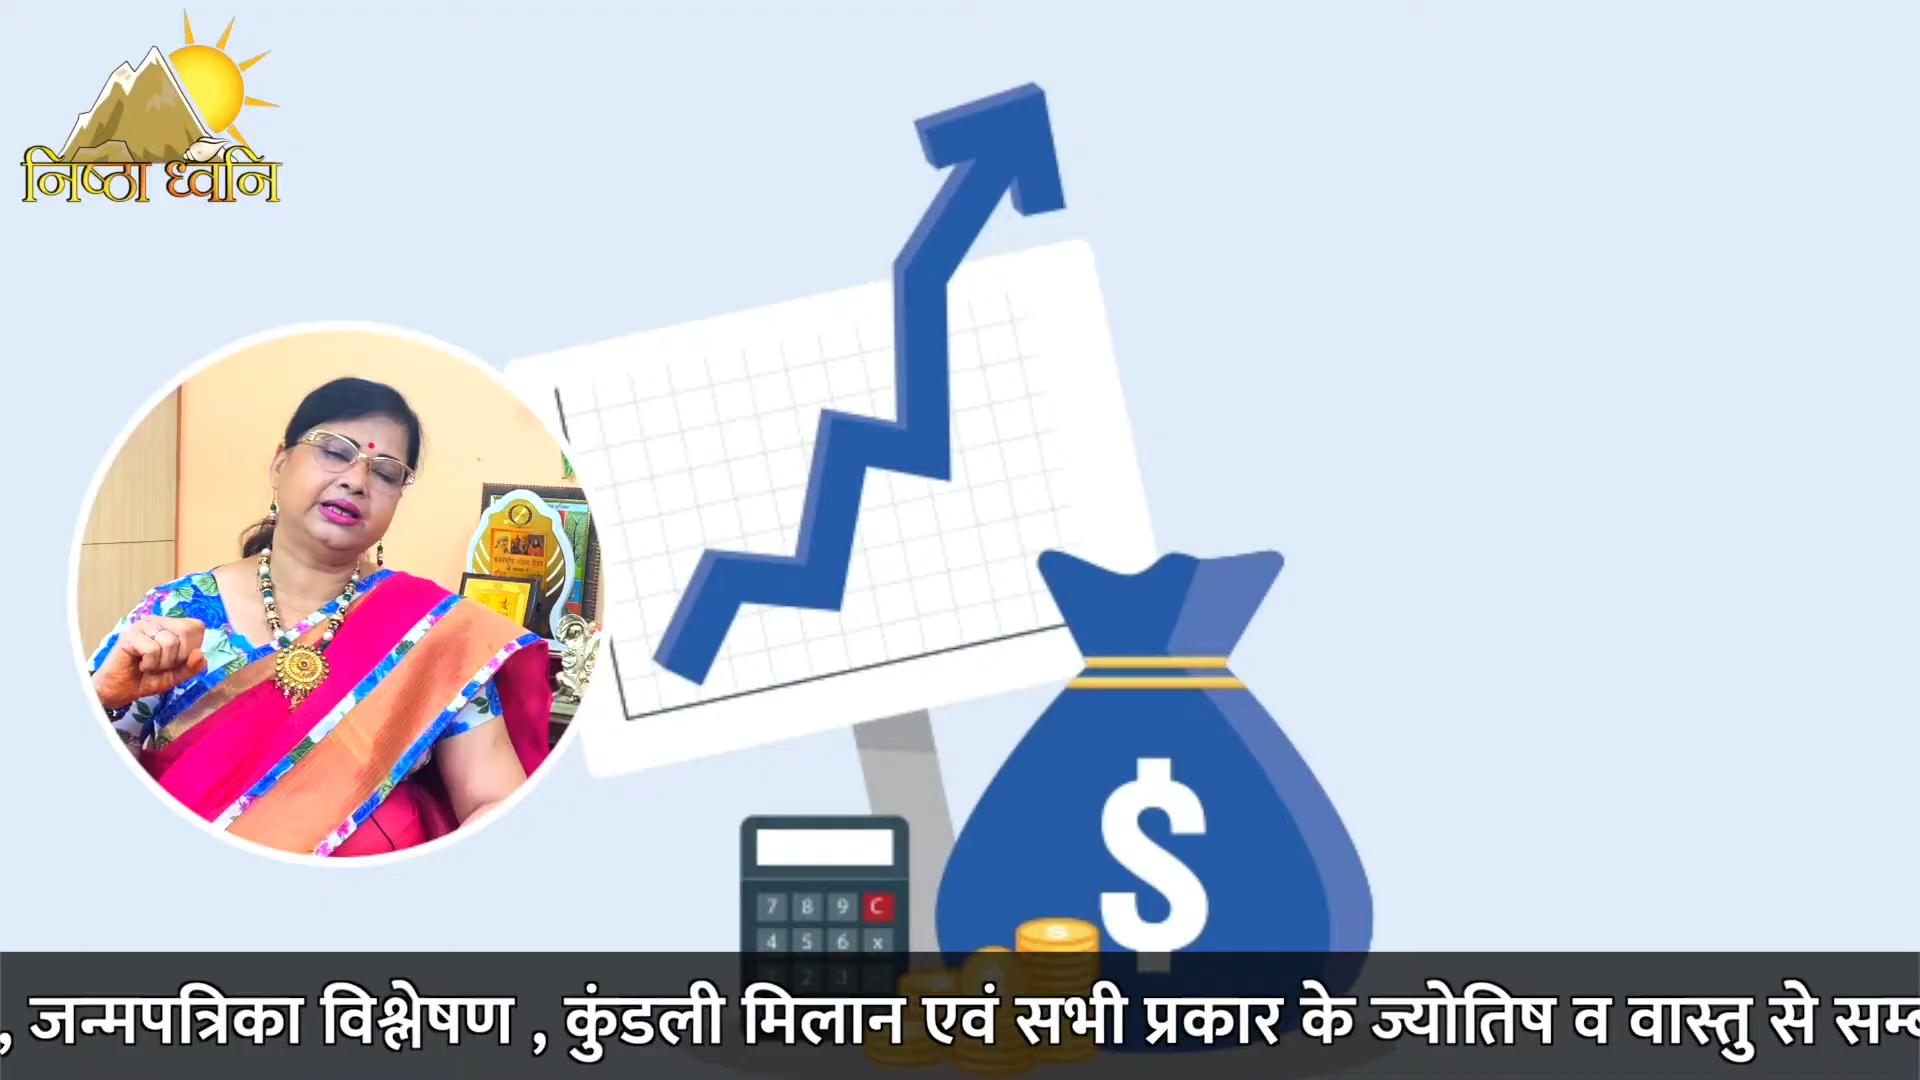 निष्ठा ध्वनि
$
7 8 9 C
4 5 6 x
, जन्मपत्रिका विश्लेषण , कुंडली मिलान एवं सभी प्रकार के ज्योतिष व वास्तु से